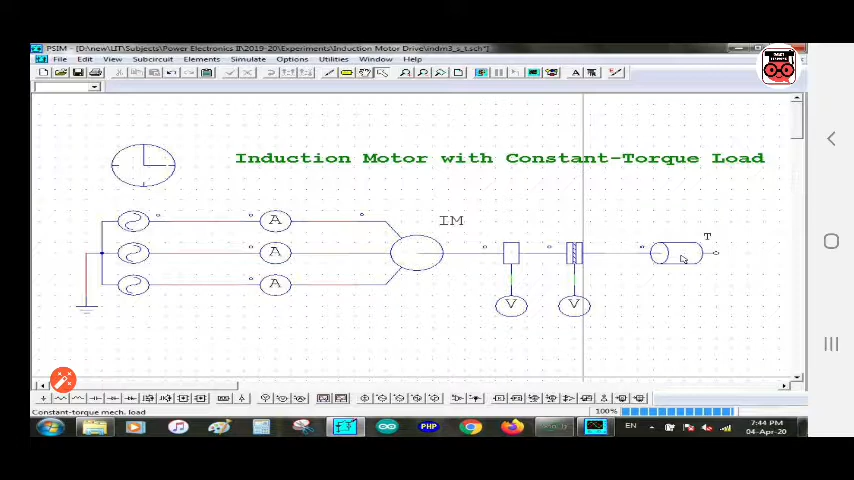 PSIM - [D:\new\LIT\Subjects\Power Electronics II\2019-20\Experiments\Induction Motor Drive\indm3_s_t.sch*]
File Edit View Subcircuit Elements Simulate Options Utilities Window Help
Induction Motor with Constant-Torque Load
A
IM
T
A
A
V V
Constant-torque mech. load
100%
PHP
EN
7:44 PM
04-Apr-20